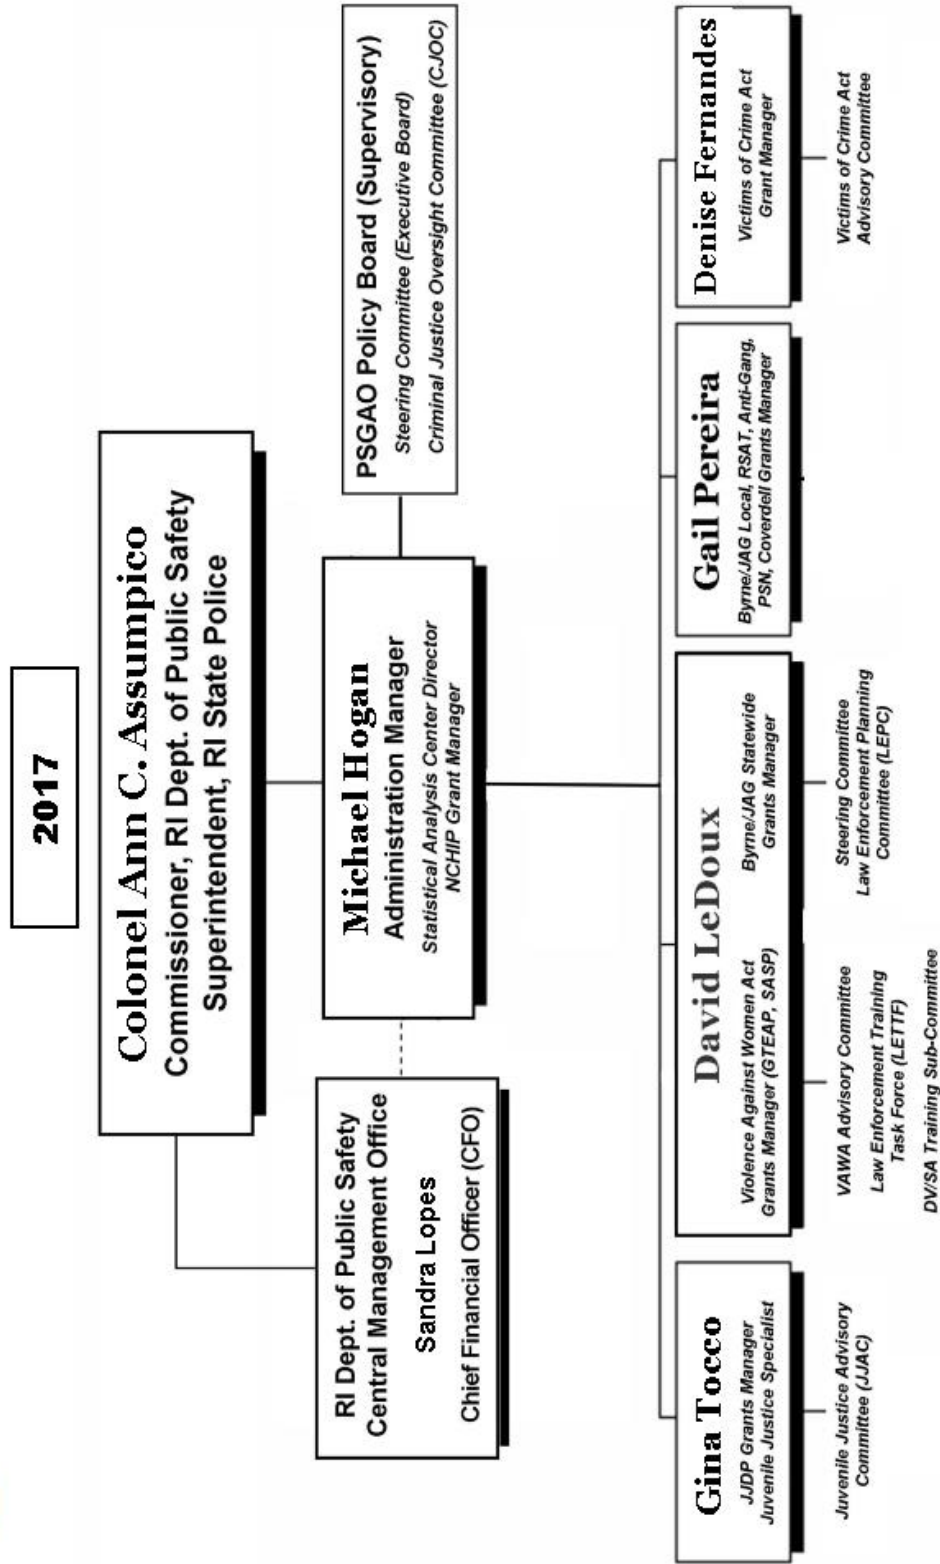 2017
Colonel Ann C. Assumpico
Commissioner, RI Dept. of Public Safety
Superintendent, RI State Police
RI Dept. of Public Safety
Central Management Office
Sandra Lopes
Chief Financial Officer (CFO)
Michael Hogan
Administration Manager
Statistical Analysis Center Director
NCHIP Grant Manager
PSGAO Policy Board (Supervisory)
Steering Committee (Executive Board)
Criminal Justice Oversight Committee (CJOC)
Gina Tocco
JJDP Grants Manager
Juvenile Justice Specialist
Juvenile Justice Advisory
Committee (JJAC)
David LeDoux
Violence Against Women Act
Grants Manager (GTEAP, SASP)
Byrne/JAG Statewide
Grants Manager
VAWA Advisory Committee
Law Enforcement Training
Task Force (LETTF)
DV/SA Training Sub-Committee
Steering Committee
Law Enforcement Planning
Committee (LEPC)
Gail Pereira
Byrne/JAG Local, RSAT, Anti-Gang,
PSN, Coverdell Grants Manager
Denise Fernandes
Victims of Crime Act
Grant Manager
Victims of Crime Act
Advisory Committee